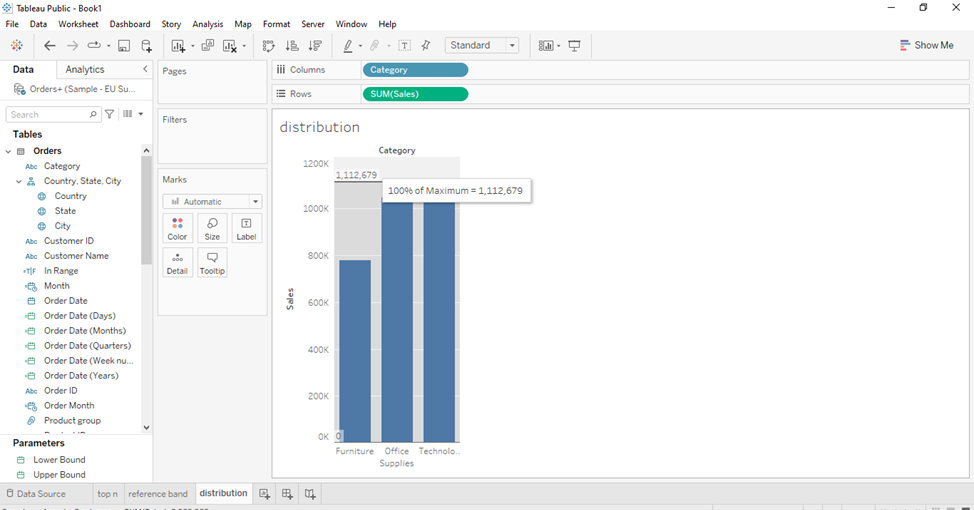 Tableau Public - Book1
File Data Worksheet Dashboard Story Analysis Map Format Server Window Help
Standard
Show Me
Data Analytics
Pages
Columns
Category
Orders+ (Sample - EU Su...
Rows
SUM(Sales)
Search
Filters
Tables
Orders
Abc Category
Country, State, City
Country
State
City
Abc Customer ID
Abc Customer Name
=T|F In Range
Month
Order Date
Order Date (Days)
Order Date (Months)
Order Date (Quarters)
Order Date (Week nu...
Order Date (Years)
Abc Order ID
Order Month
Product group
Parameters
Lower Bound
Upper Bound
Marks
Automatic
Color Size Label
Detail Tooltip
distribution
Category
1200K
1,112,679
100% of Maximum = 1,112,679
1000K
800K
600K
400K
200K
0K
0
Sales
Furniture Office Technolo..
Supplies
Data Source top n reference band distribution